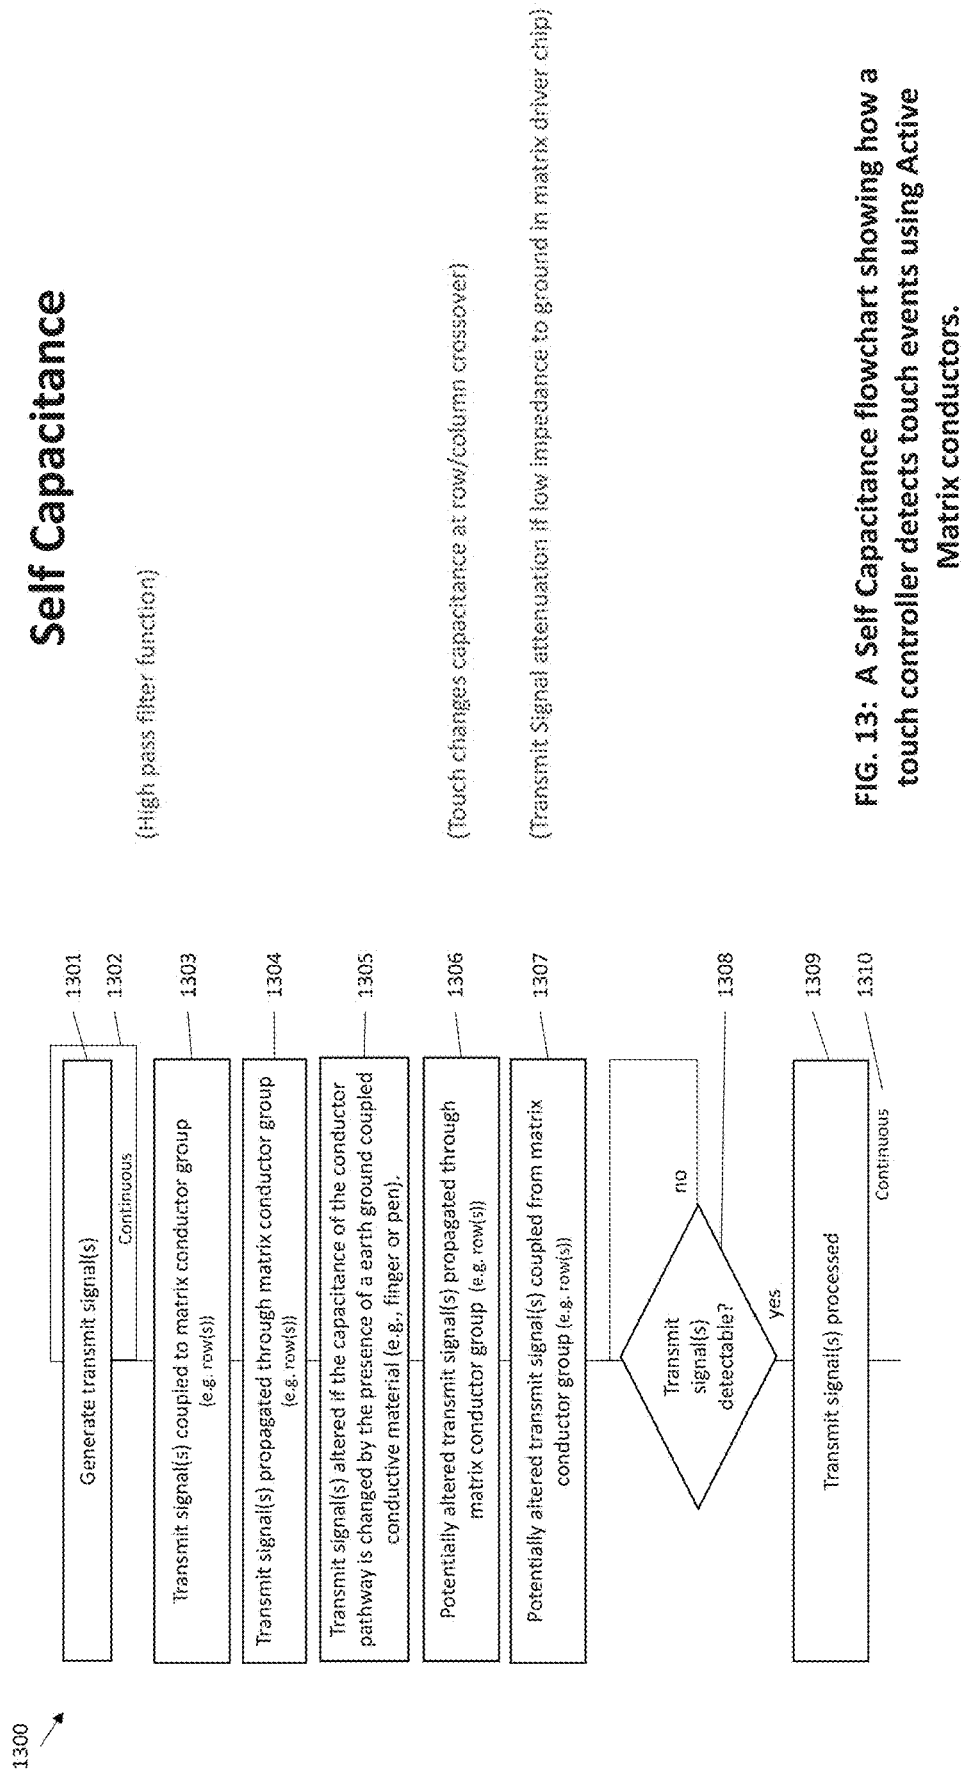 Self Capacitance
1300
Generate transmit signal(s)
1301
1302
Continuous
Transmit signal(s) coupled to matrix conductor group
(e.g. row(s))
1303
(High pass filter function)
Transmit signal(s) propagated through matrix conductor group
(e.g. row(s))
1304
Transmit signal(s) altered if the capacitance of the conductor
pathway is changed by the presence of a earth ground coupled
conductive material (e.g., finger or pen).
1305
Potentially altered transmit signal(s) propagated through
matrix conductor group (e.g. row(s))
1306
(Touch changes capacitance at row/column crossover)
Potentially altered transmit signal(s) coupled from matrix
conductor group (e.g. row(s))
1307
(Transmit Signal attenuation if low impedance to ground in matrix driver chip)
Transmit
signal(s)
detectable?
no
1308
yes
Transmit signal(s) processed
1309
1310
Continuous
FIG. 13: A Self Capacitance flowchart showing how a
touch controller detects touch events using Active
Matrix conductors.